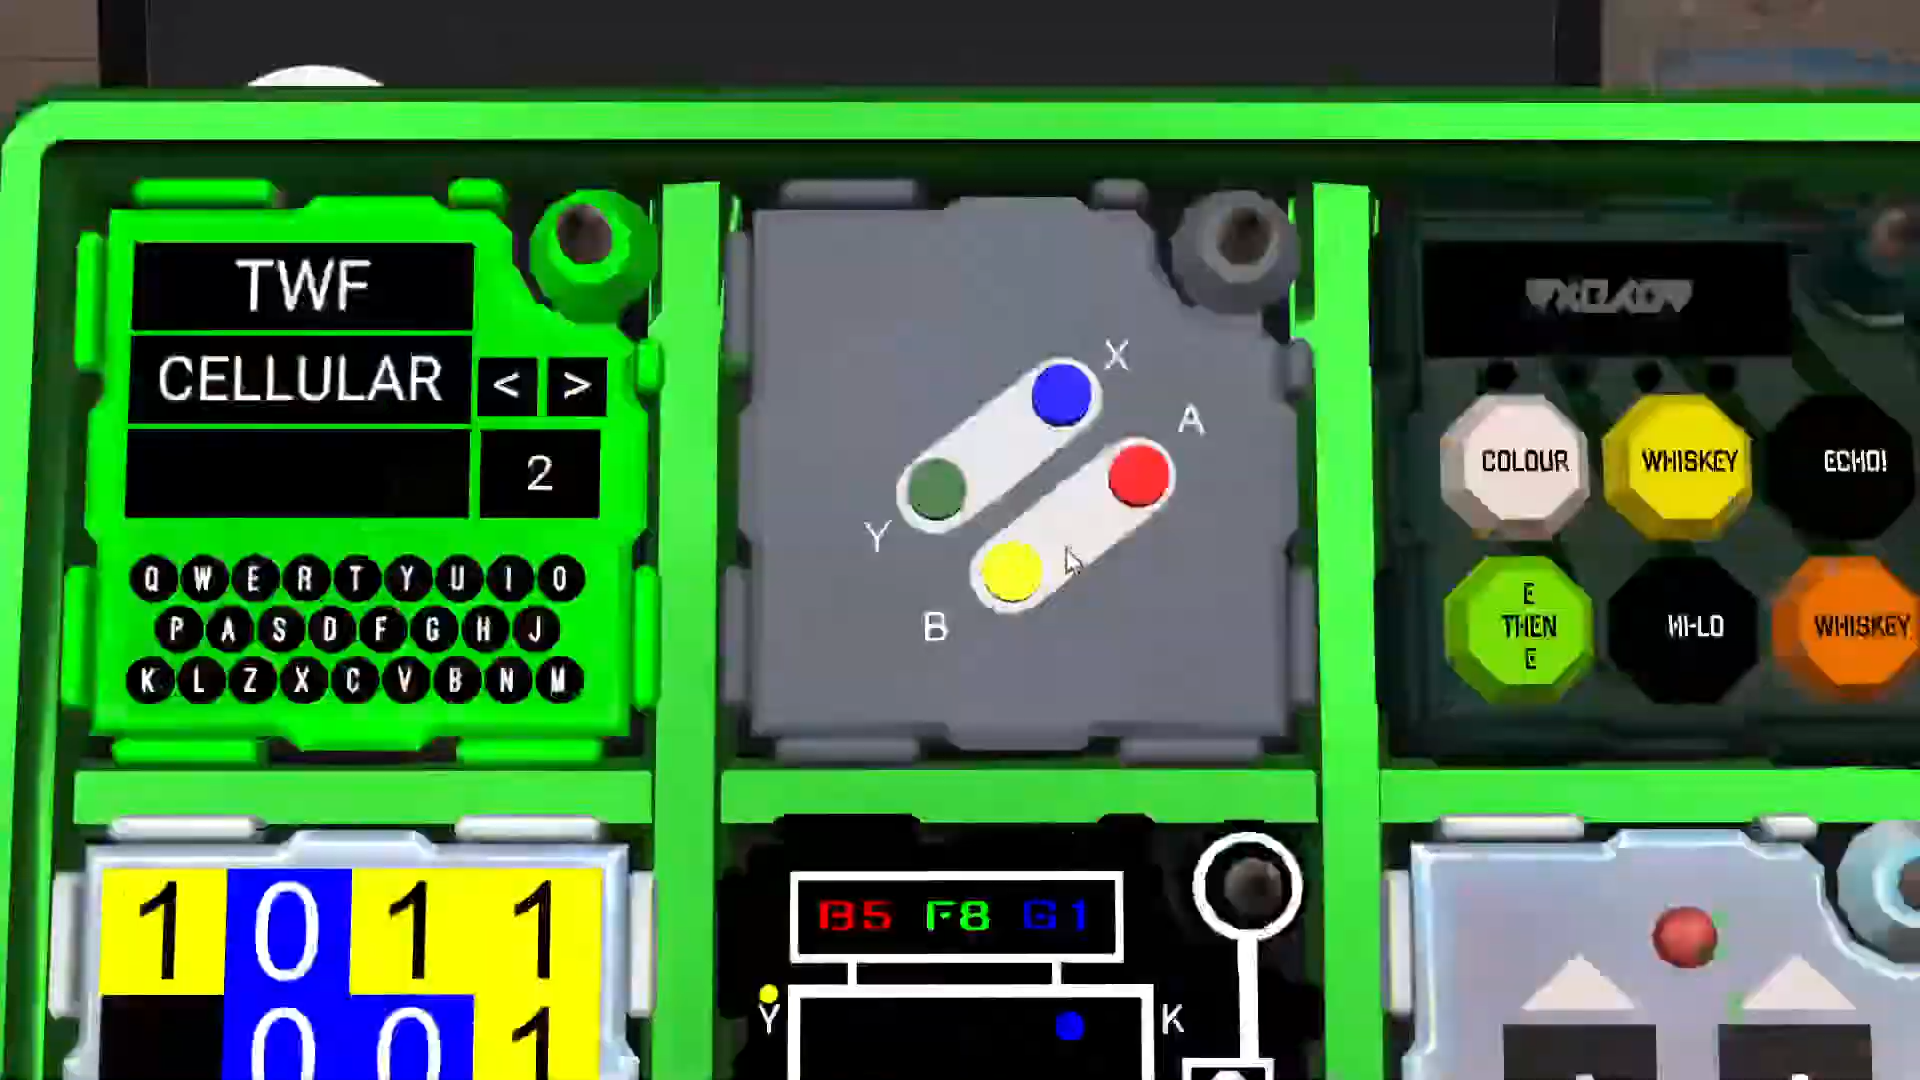 TWF
CELLULAR < >
2
Q W E R T Y U I O
P A S D F G H J
K L Z X C V B N M
X
A
Y
B
COLOUR WHISKEY ECHO!
E
THEN
E
HI-LO
WHISKEY
1 0 1 1
0 0 1
B5 F8 G1
Y K